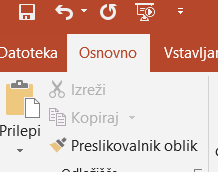 Datoteka Osnovno Vstavljan
Izreži
Kopiraj
Prilepi
Preslikovalnik oblik